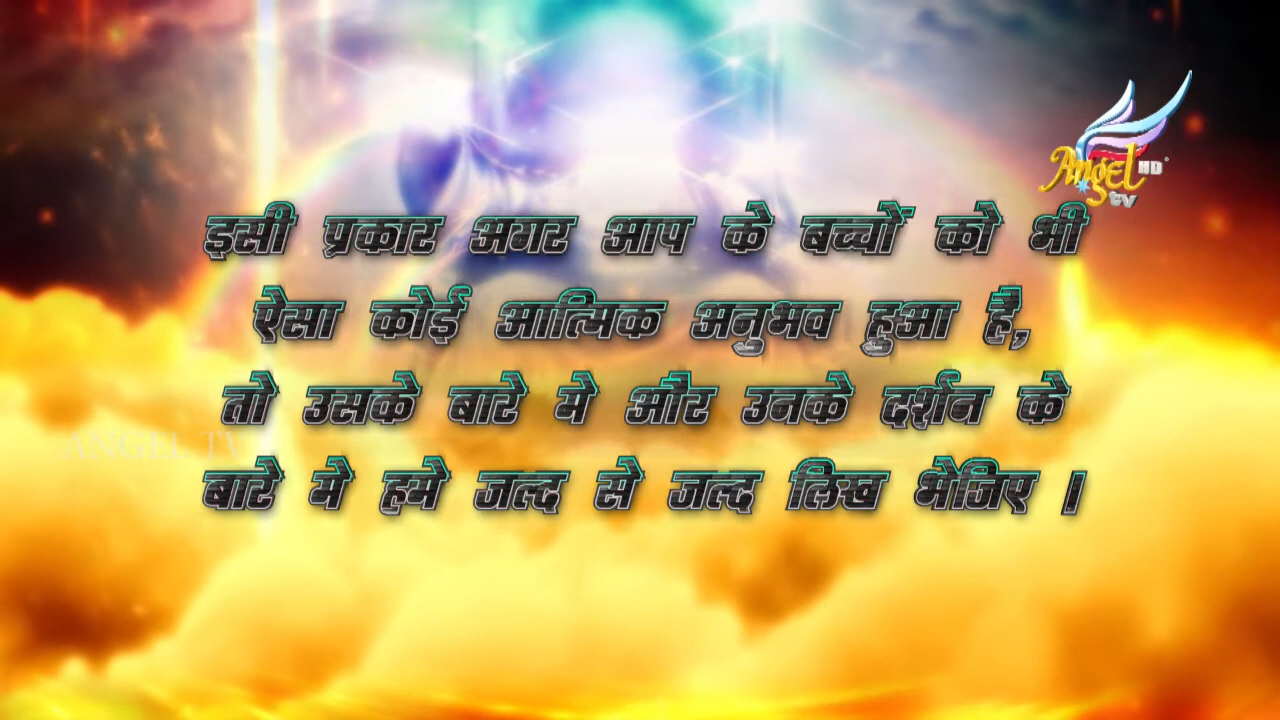 Angel HD
tv
इसी प्रकार अगर आप के बच्चों को भी
ऐसा कोई आत्मिक अनुभव हुआ है,
तो उसके बारे मे और उनके दर्शन के
बारे मे हमे जल्द से जल्द लिख भेजिए ।
ANGEL TV